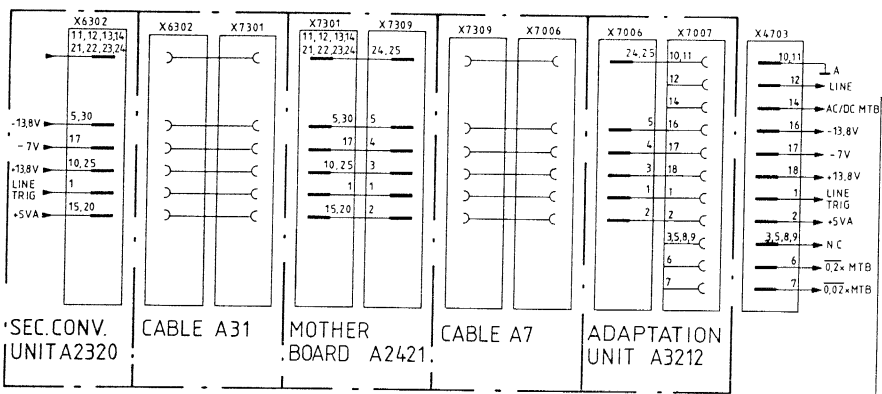 X6302
11, 12, 13,14
21, 22, 23,24
-13,8V 5,30
-7V 17
+13,8V 10,25
LINE TRIG 1
+5VA 15,20
SEC.CONV.
UNIT A2320
X6302 X7301
CABLE A31
X7301 X7309
11, 12, 13,14
21, 22, 23,24 24,25
5,30 5
17 4
10,25 3
1 1
15,20 2
MOTHER
BOARD A2421
X7309 X7006
CABLE A7
X7006 X7007
24,25 10,11
12
14
5 16
4 17
3 18
1 1
2 2
3,5,8,9
6
7
ADAPTATION
UNIT A3212
X4703
10,11 A
12 LINE
14 AC/DC MTB
16 -13,8V
17 -7V
18 +13,8V
1 LINE TRIG
2 +5VA
3,5,8,9 NC
6 0,2x MTB
7 0,02xMTB